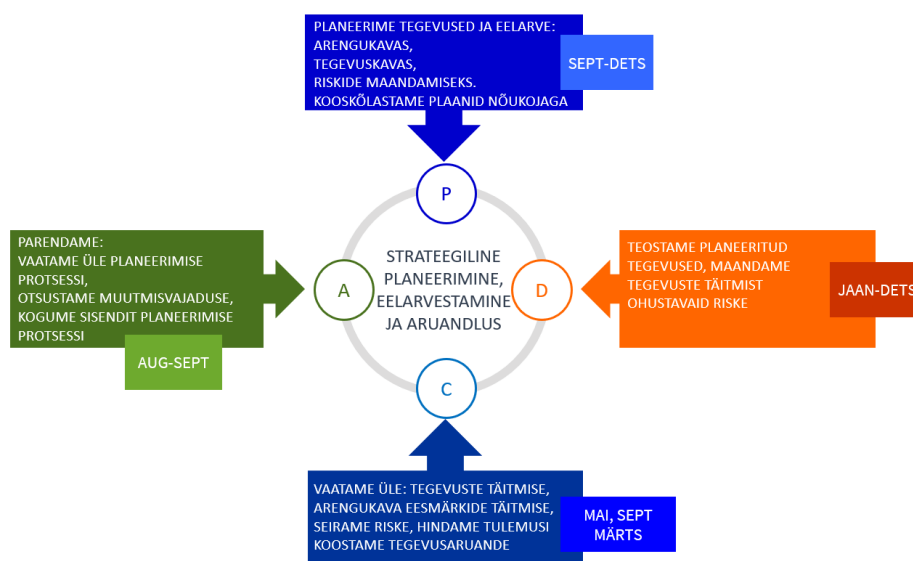 PLANEERIME TEGEVUSED JA EELARVE:
ARENGUKAVAS,
TEGEVUSKAVAS,
RISKIDE MAANDAMISEKS.
KOOSKÕLASTAME PLAANID NÕUKOJAGA
SEPT-DETS
P
PARENDAME:
VAATAME ÜLE PLANEERIMISE
PROTSESSI,
OTSUSTAME MUUTMISVAJADUSE,
KOGUME SISENDIT PLANEERIMISE
PROTSESSI
AUG-SEPT
A
STRATEEGILINE
PLANEERIMINE,
EELARVESTAMINE
JA ARUANDLUS
D
TEOSTAME PLANEERITUD
TEGEVUSED, MAANDAME
TEGEVUSTE TÄITMIST
OHUSTAVAID RISKE
JAAN-DETS
C
VAATAME ÜLE: TEGEVUSTE TÄITMISE,
ARENGUKAVA EESMÄRKIDE TÄITMISE,
SEIRAME RISKE, HINDAME TULEMUSI
KOOSTAME TEGEVUSARUANDE
MAI, SEPT
MÄRTS